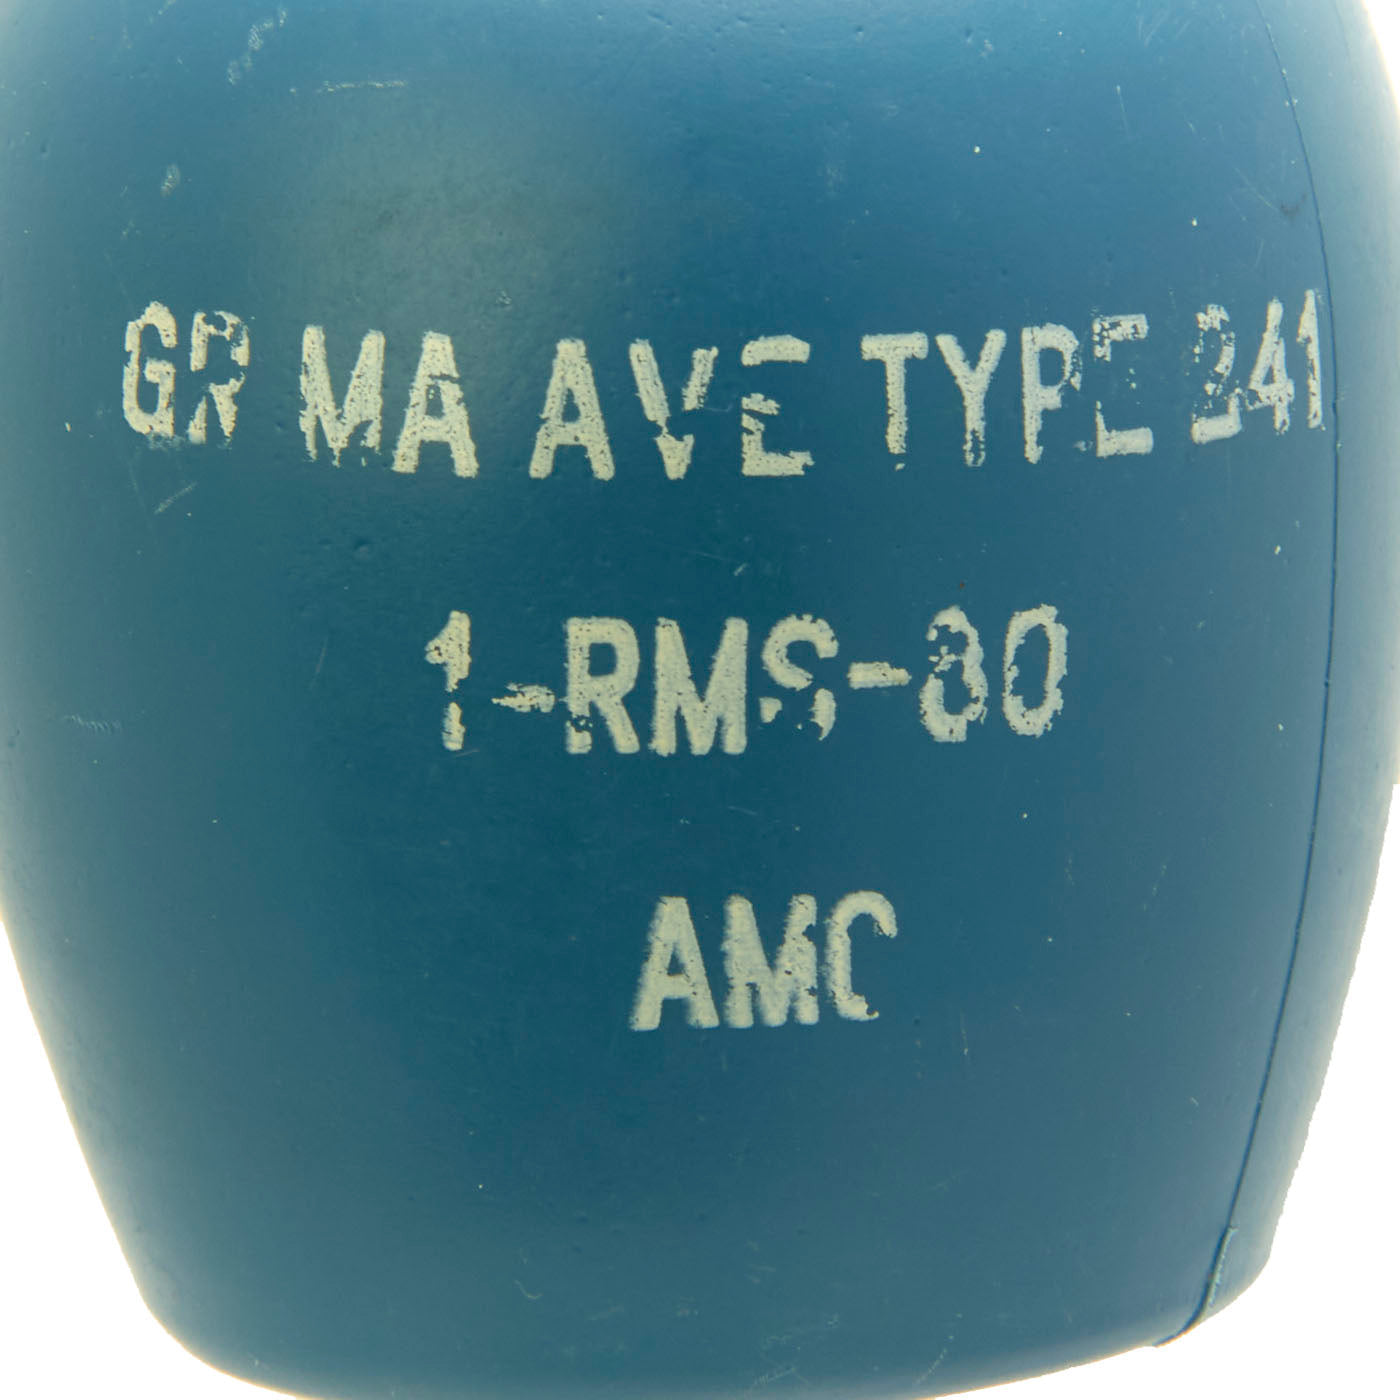 GR MA AVE TYPE 241
1-RMS-80
AMC